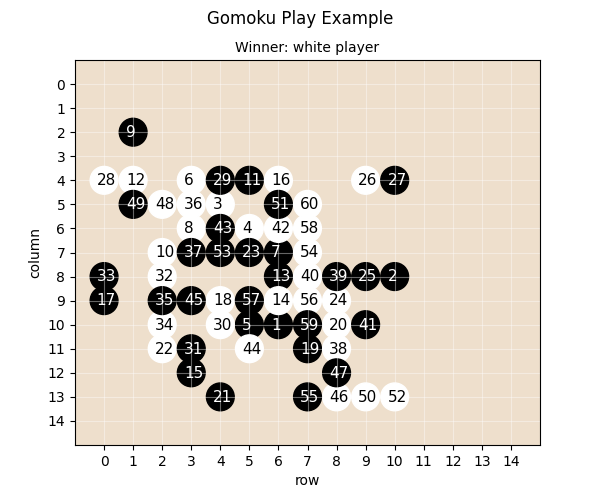 Gomoku Play Example
Winner: white player
0
1
2 9
3
4 28 12 6 29 11 16 26 27
5 49 48 36 3 51 60
6 8 43 4 42 58
7 10 37 53 23 7 54
8 33 32 13 40 39 25 2
9 17 35 45 18 57 14 56 24
10 34 30 5 1 59 20 41
11 22 31 44 19 38
12 15 47
13 21 55 46 50 52
14
column
0 1 2 3 4 5 6 7 8 9 10 11 12 13 14
row